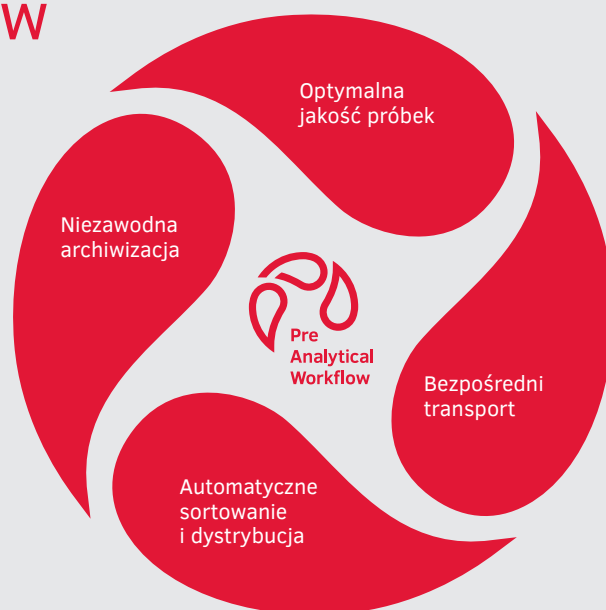 W
Optymalna
jakość próbek
Niezawodna
archiwizacja
Pre
Analytical
Workflow
Bezpośredni
transport
Automatyczne
sortowanie
i dystrybucja